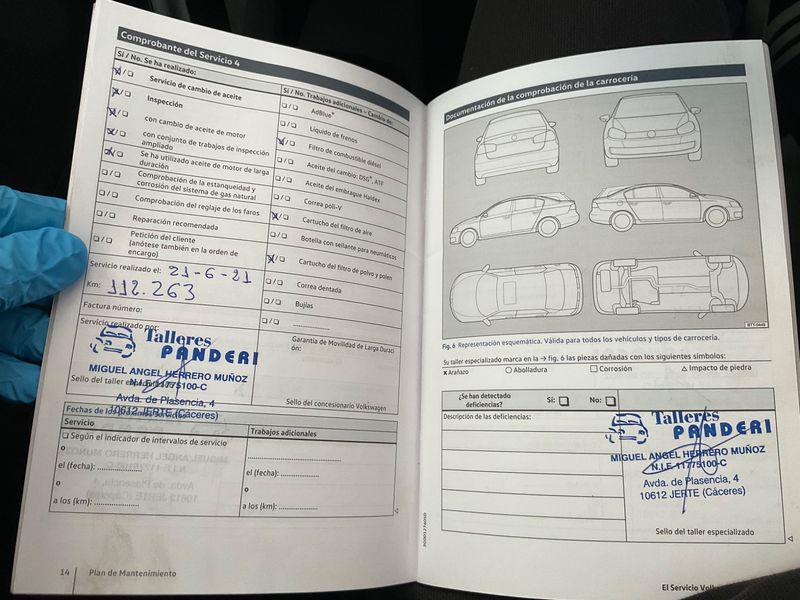 Comprobante del Servicio 4
Sí / No. Se ha realizado:
Servicio de cambio de aceite
Inspección
con cambio de aceite de motor
con conjunto de trabajos de inspección
ampliado
Se ha utilizado aceite de motor de larga
duración
Comprobación de la estanqueidad y
corrosión del sistema de gas natural
Comprobación del reglaje de los faros
Reparación recomendada
Petición del cliente
(anótese también en la orden de
encargo)
Servicio realizado el: 21-6-21
Km: 112.263
Factura número:
Servicio realizado por:
Talleres
PANDERI
MIGUEL ANGEL HERRERO MUÑOZ
N.I.F. 11775100-C
Sello del taller
Avda. de Plasencia, 4
10612 JERTE (Cáceres)
Sí / No. Trabajos adicionales – Cambio de:
AdBlue®
Líquido de frenos
Filtro de combustible diésel
Aceite del cambio: DSG®, ATF
Aceite del embrague Haldex
Correa poli-V
Cartucho del filtro de aire
Botella con sellante para neumáticos
Cartucho del filtro de polvo y polen
Correa dentada
Bujías
Garantía de Movilidad de Larga Duraci
ón:
Sello del concesionario Volkswagen
Fechas de los próximos servicios
Servicio
Trabajos adicionales
Según el indicador de intervalos de servicio
o
el (fecha): ....................
o
a los (km): ....................
el (fecha): ....................
o
a los (km): ....................
14 | Plan de Mantenimiento
Documentación de la comprobación de la carrocería
BTT-0449
Fig. 6 Representación esquemática. Válida para todos los vehículos y tipos de carrocería.
Su taller especializado marca en la → fig. 6 las piezas dañadas con los siguientes símbolos:
x Arañazo
○ Abolladura
□ Corrosión
△ Impacto de piedra
¿Se han detectado
deficiencias?
Sí:
No:
Descripción de las deficiencias:
Talleres
PANDERI
MIGUEL ANGEL HERRERO MUÑOZ
N.I.F. 11775100-C
Avda. de Plasencia, 4
10612 JERTE (Cáceres)
Sello del taller especializado
El Servicio